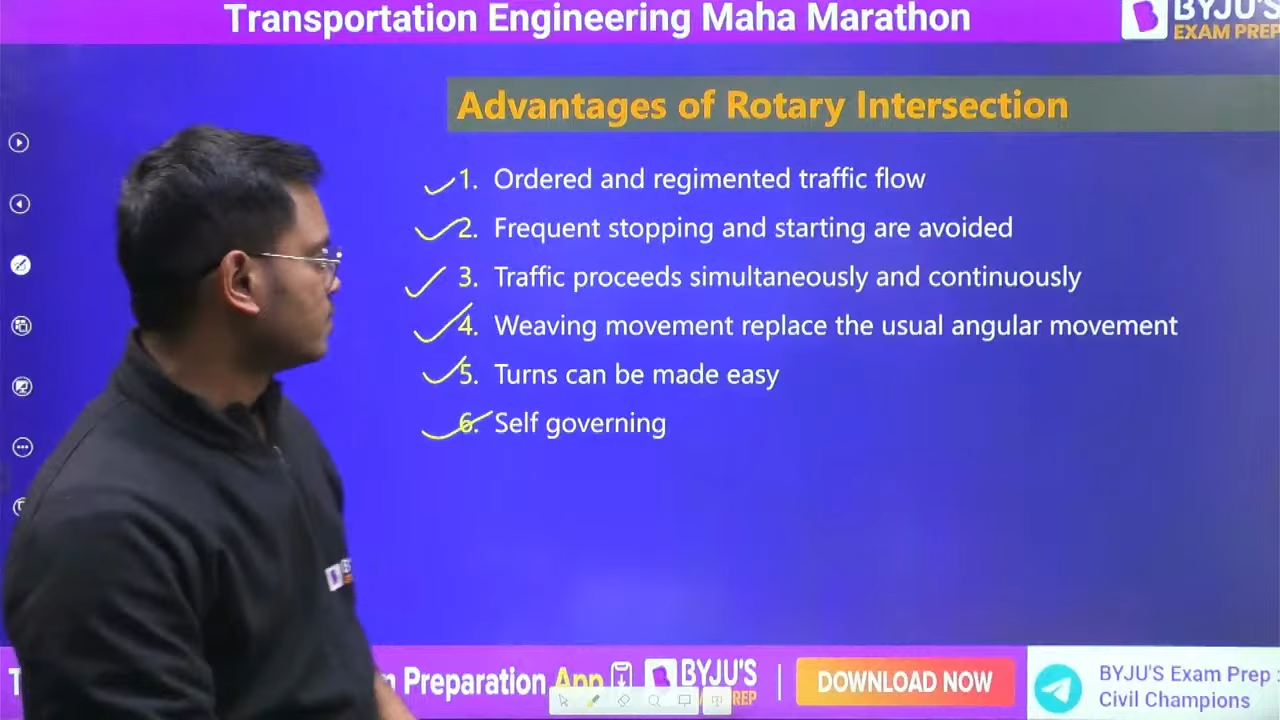 Transportation Engineering Maha Marathon
BYJU'S
EXAM PREP
Advantages of Rotary Intersection
1. Ordered and regimented traffic flow
2. Frequent stopping and starting are avoided
3. Traffic proceeds simultaneously and continuously
4. Weaving movement replace the usual angular movement
5. Turns can be made easy
6. Self governing
Preparation App
BYJU'S
DOWNLOAD NOW
BYJU'S Exam Prep :
Civil Champions